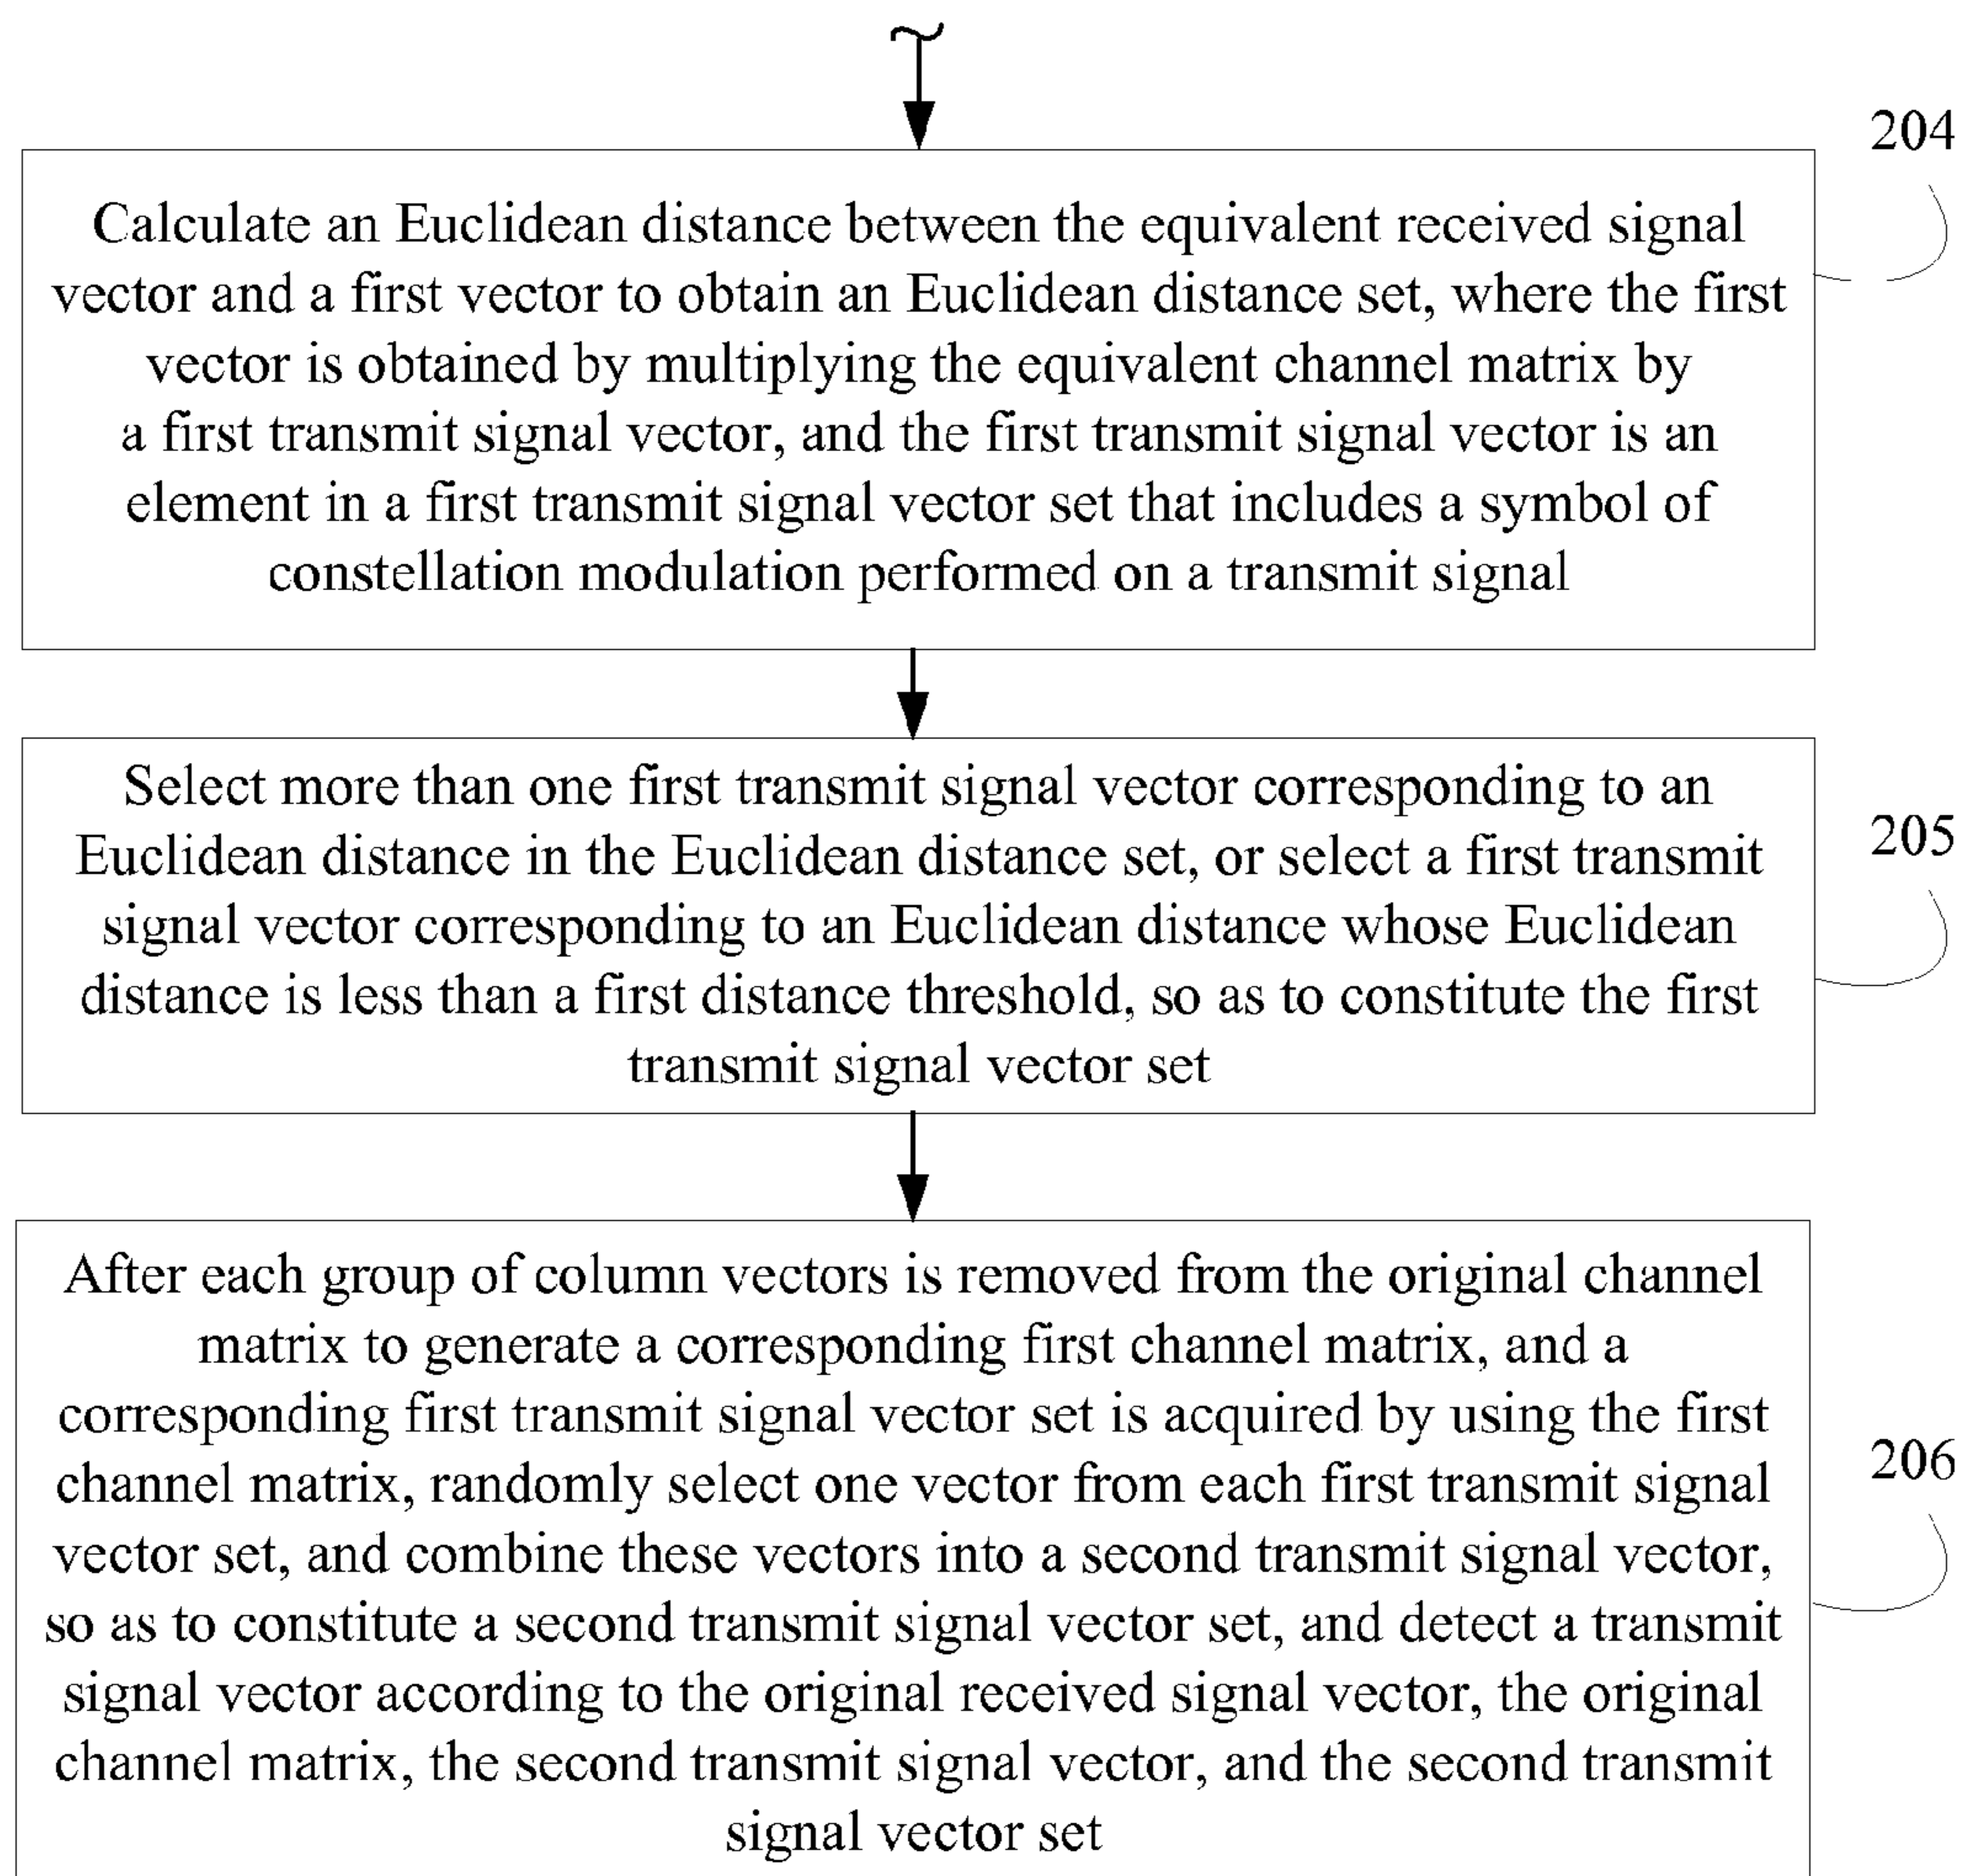 204
Calculate an Euclidean distance between the equivalent received signal
vector and a first vector to obtain an Euclidean distance set, where the first
vector is obtained by multiplying the equivalent channel matrix by
a first transmit signal vector, and the first transmit signal vector is an
element in a first transmit signal vector set that includes a symbol of
constellation modulation performed on a transmit signal
205
Select more than one first transmit signal vector corresponding to an
Euclidean distance in the Euclidean distance set, or select a first transmit
signal vector corresponding to an Euclidean distance whose Euclidean
distance is less than a first distance threshold, so as to constitute the first
transmit signal vector set
206
After each group of column vectors is removed from the original channel
matrix to generate a corresponding first channel matrix, and a
corresponding first transmit signal vector set is acquired by using the first
channel matrix, randomly select one vector from each first transmit signal
vector set, and combine these vectors into a second transmit signal vector,
so as to constitute a second transmit signal vector set, and detect a transmit
signal vector according to the original received signal vector, the original
channel matrix, the second transmit signal vector, and the second transmit
signal vector set